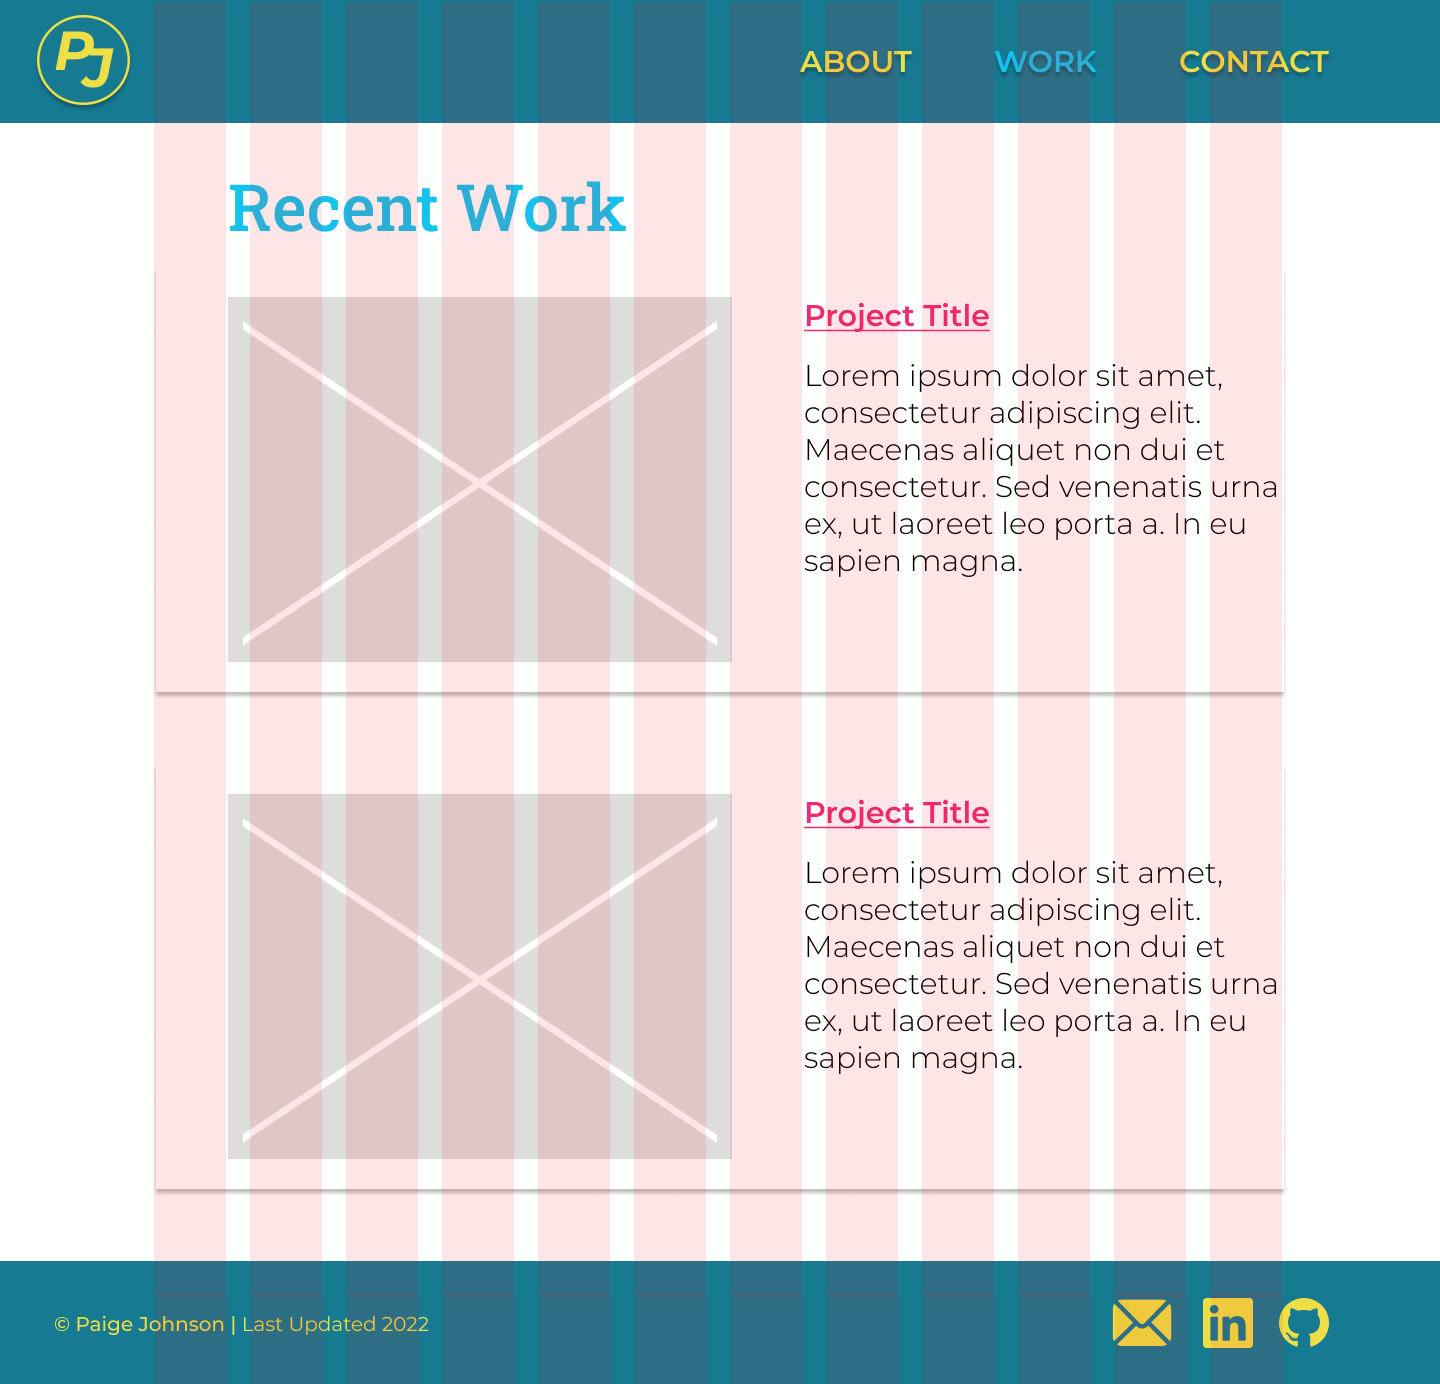 PJ
ABOUT WORK CONTACT
Recent Work
Project Title
Lorem ipsum dolor sit amet,
consectetur adipiscing elit.
Maecenas aliquet non dui et
consectetur. Sed venenatis urna
ex, ut laoreet leo porta a. In eu
sapien magna.
Project Title
Lorem ipsum dolor sit amet,
consectetur adipiscing elit.
Maecenas aliquet non dui et
consectetur. Sed venenatis urna
ex, ut laoreet leo porta a. In eu
sapien magna.
© Paige Johnson | Last Updated 2022
in